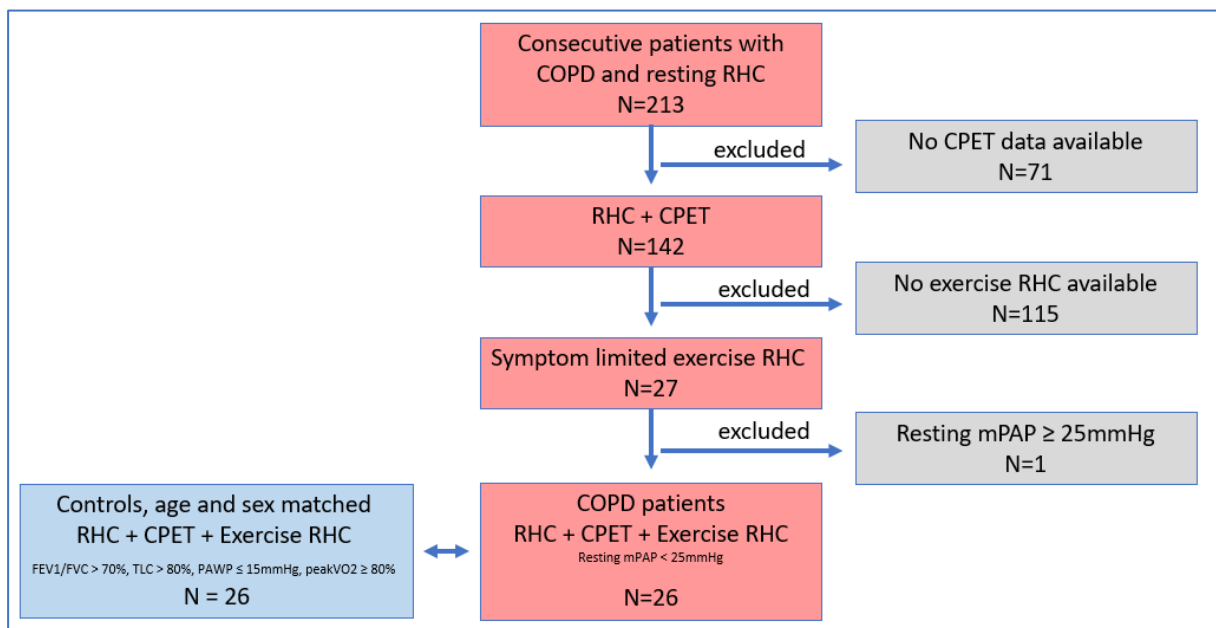 Consecutive patients with
COPD and resting RHC
N=213
excluded
No CPET data available
N=71
RHC + CPET
N=142
excluded
No exercise RHC available
N=115
Symptom limited exercise RHC
N=27
excluded
Resting mPAP ≥ 25mmHg
N=1
Controls, age and sex matched
RHC + CPET + Exercise RHC
FEV1/FVC > 70%, TLC > 80%, PAWP ≤ 15mmHg, peakVO2 ≥ 80%
N = 26
COPD patients
RHC + CPET + Exercise RHC
Resting mPAP < 25mmHg
N=26